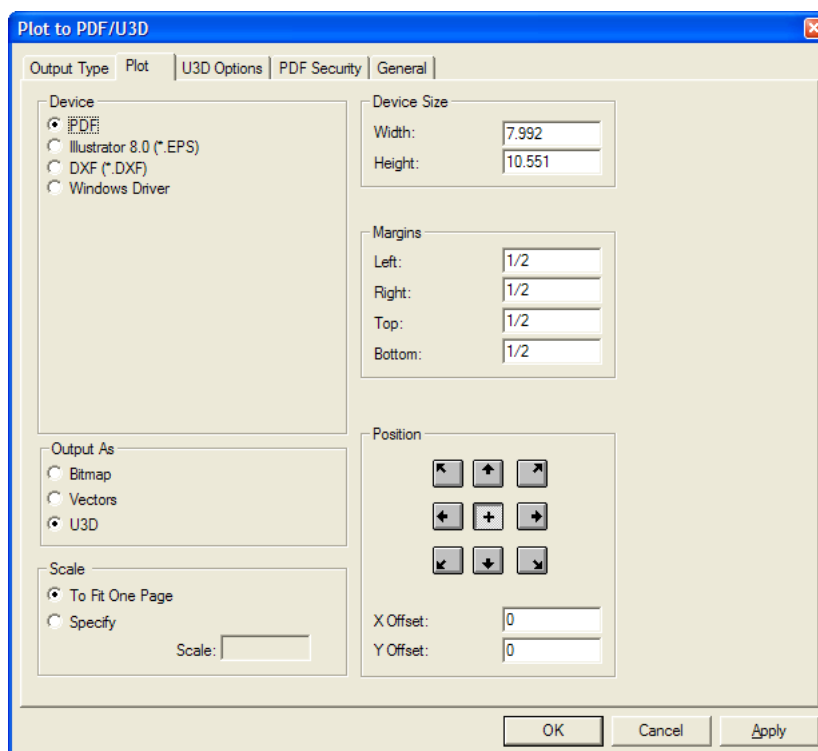 Plot to PDF/U3D
Output Type Plot U3D Options PDF Security General
Device
PDF
Illustrator 8.0 (*.EPS)
DXF (*.DXF)
Windows Driver
Device Size
Width: 7.992
Height: 10.551
Margins
Left: 1/2
Right: 1/2
Top: 1/2
Bottom: 1/2
Output As
Bitmap
Vectors
U3D
Scale
To Fit One Page
Specify
Scale:
Position
X Offset: 0
Y Offset: 0
OK Cancel Apply